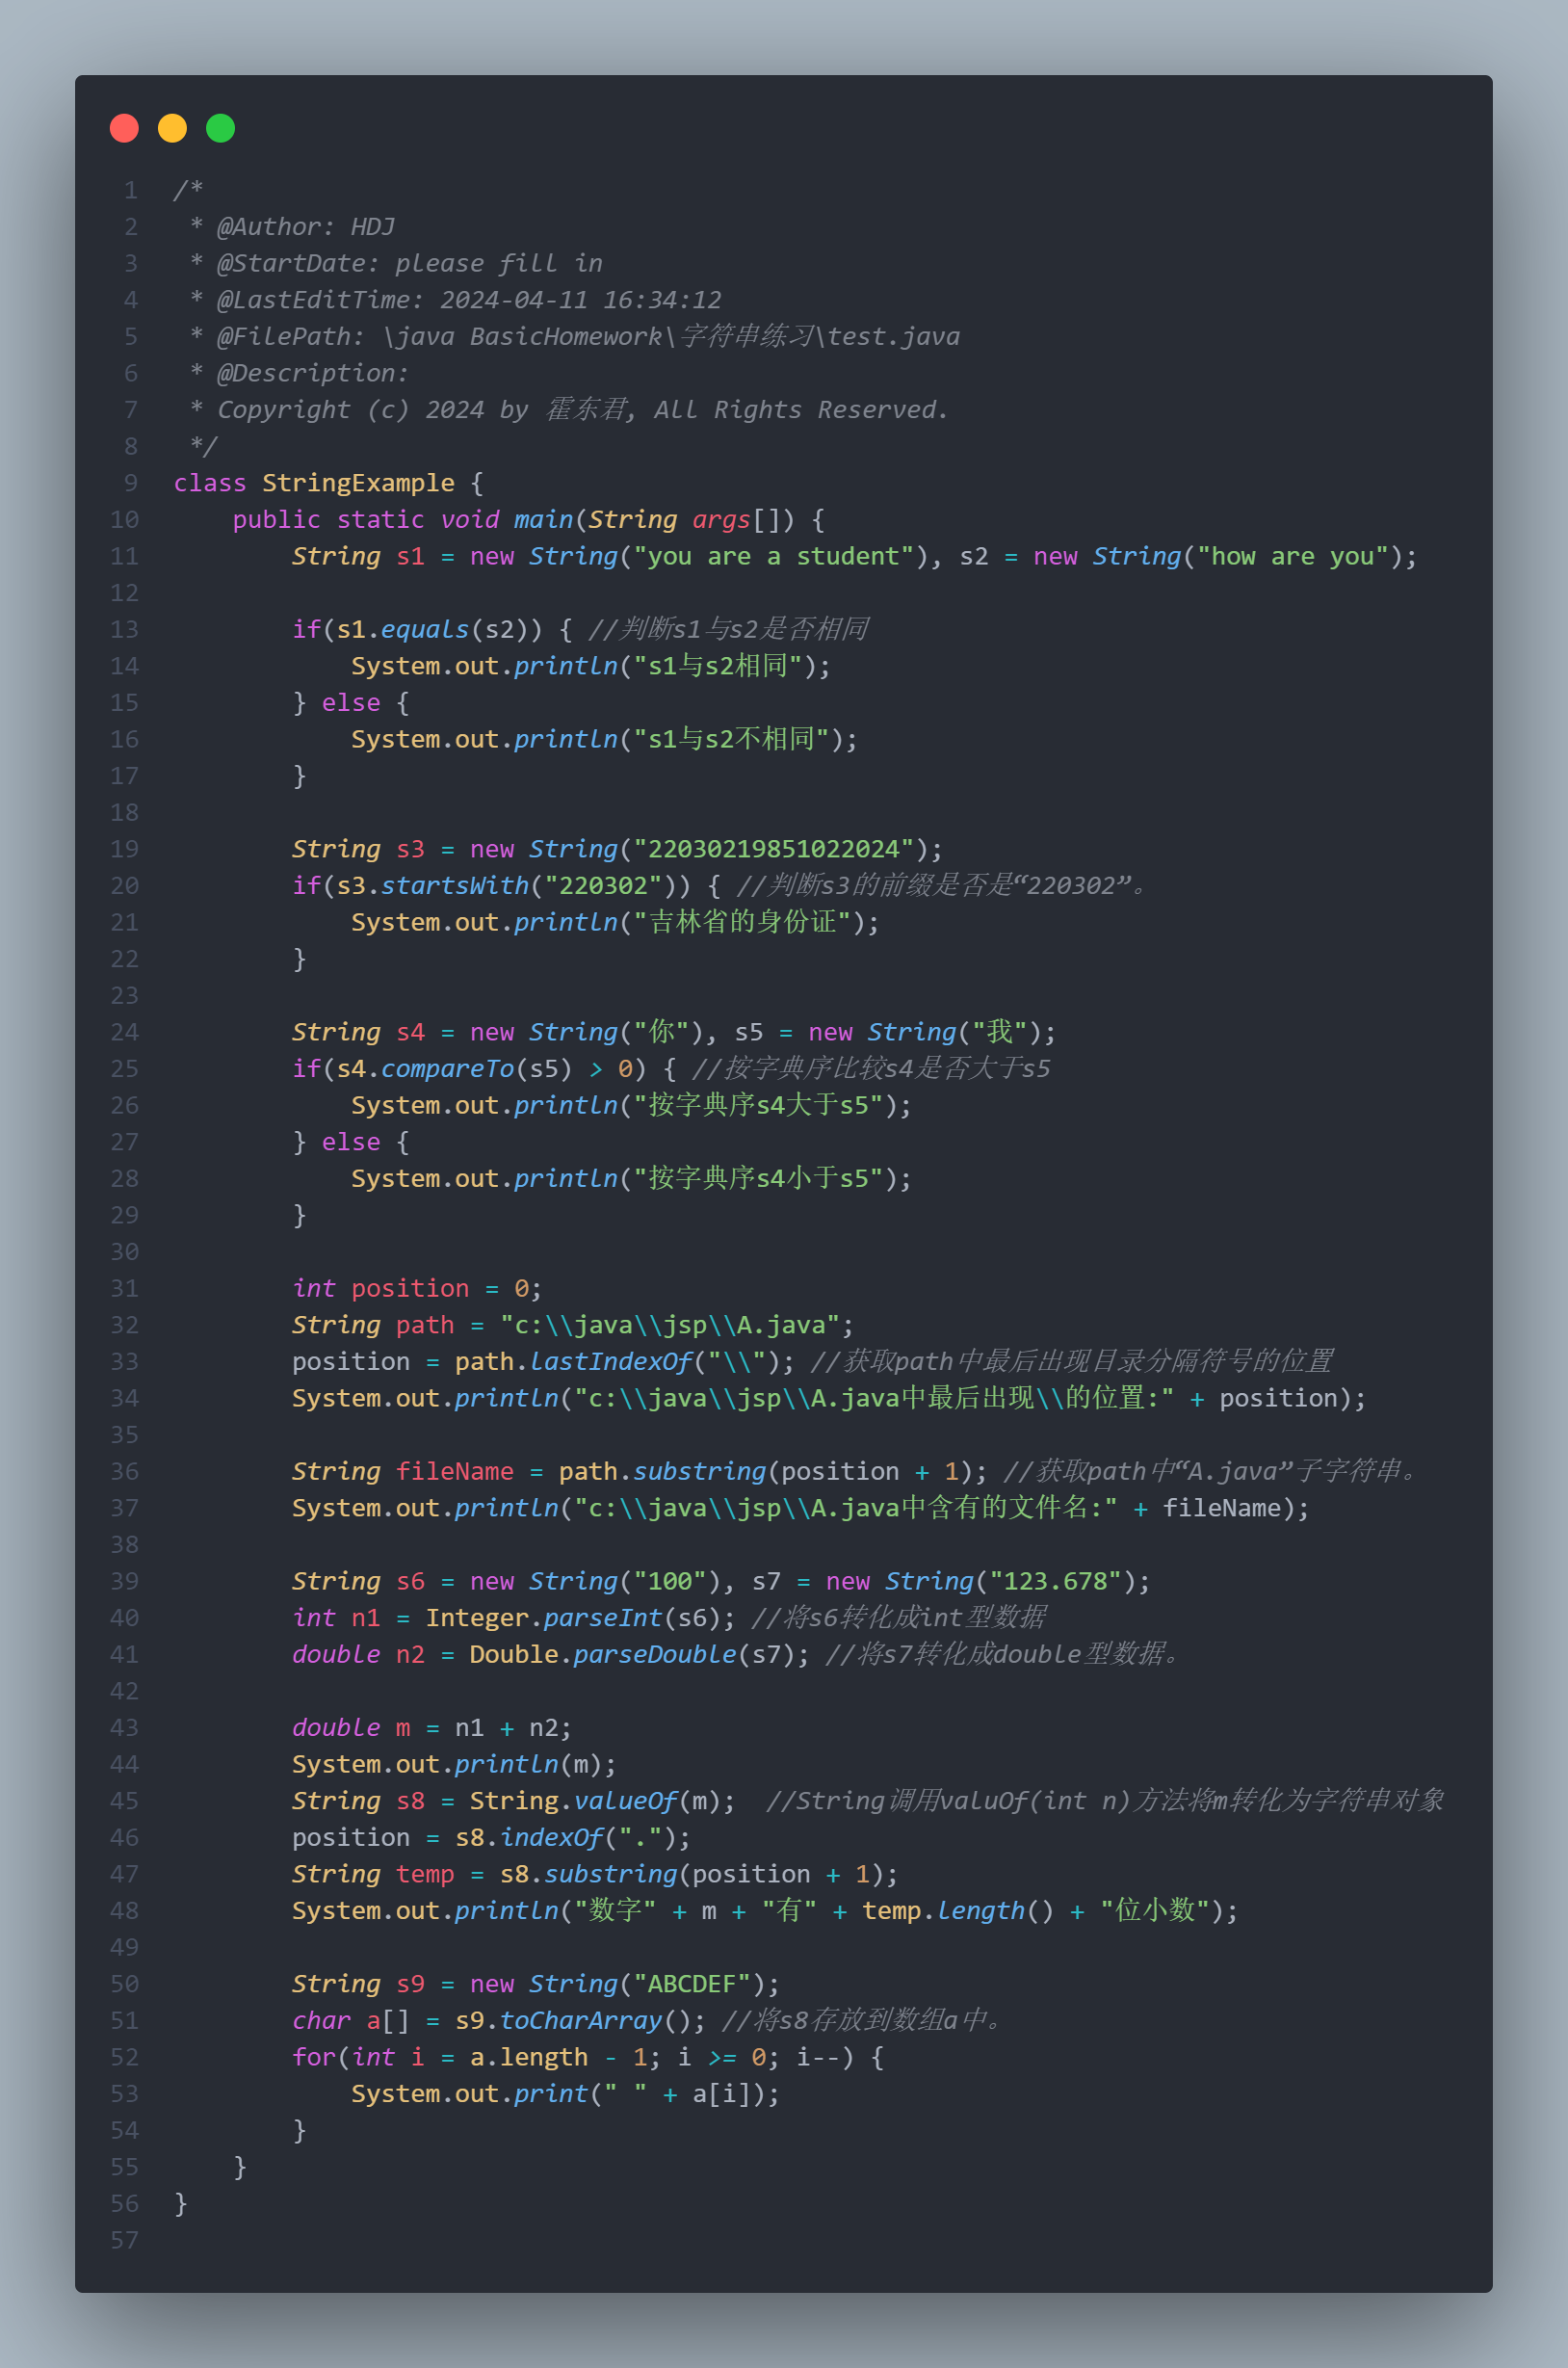 1 /*
2  * @Author: HDJ
3  * @StartDate: please fill in
4  * @LastEditTime: 2024-04-11 16:34:12
5  * @FilePath: \java BasicHomework\字符串练习\test.java
6  * @Description:
7  * Copyright (c) 2024 by 霍东君, All Rights Reserved.
8  */
9 class StringExample {
10     public static void main(String args[]) {
11         String s1 = new String("you are a student"), s2 = new String("how are you");
12
13         if(s1.equals(s2)) { //判断s1与s2是否相同
14             System.out.println("s1与s2相同");
15         } else {
16             System.out.println("s1与s2不相同");
17         }
18
19         String s3 = new String("22030219851022024");
20         if(s3.startsWith("220302")) { //判断s3的前缀是否是“220302”。
21             System.out.println("吉林省的身份证");
22         }
23
24         String s4 = new String("你"), s5 = new String("我");
25         if(s4.compareTo(s5) > 0) { //按字典序比较s4是否大于s5
26             System.out.println("按字典序s4大于s5");
27         } else {
28             System.out.println("按字典序s4小于s5");
29         }
30
31         int position = 0;
32         String path = "c:\\java\\jsp\\A.java";
33         position = path.lastIndexOf("\\"); //获取path中最后出现目录分隔符号的位置
34         System.out.println("c:\\java\\jsp\\A.java中最后出现\\的位置:" + position);
35
36         String fileName = path.substring(position + 1); //获取path中“A.java”子字符串。
37         System.out.println("c:\\java\\jsp\\A.java中含有的文件名:" + fileName);
38
39         String s6 = new String("100"), s7 = new String("123.678");
40         int n1 = Integer.parseInt(s6); //将s6转化成int型数据
41         double n2 = Double.parseDouble(s7); //将s7转化成double型数据。
42
43         double m = n1 + n2;
44         System.out.println(m);
45         String s8 = String.valueOf(m);  //String调用valuOf(int n)方法将m转化为字符串对象
46         position = s8.indexOf(".");
47         String temp = s8.substring(position + 1);
48         System.out.println("数字" + m + "有" + temp.length() + "位小数");
49
50         String s9 = new String("ABCDEF");
51         char a[] = s9.toCharArray(); //将s8存放到数组a中。
52         for(int i = a.length - 1; i >= 0; i--) {
53             System.out.print(" " + a[i]);
54         }
55     }
56 }
57